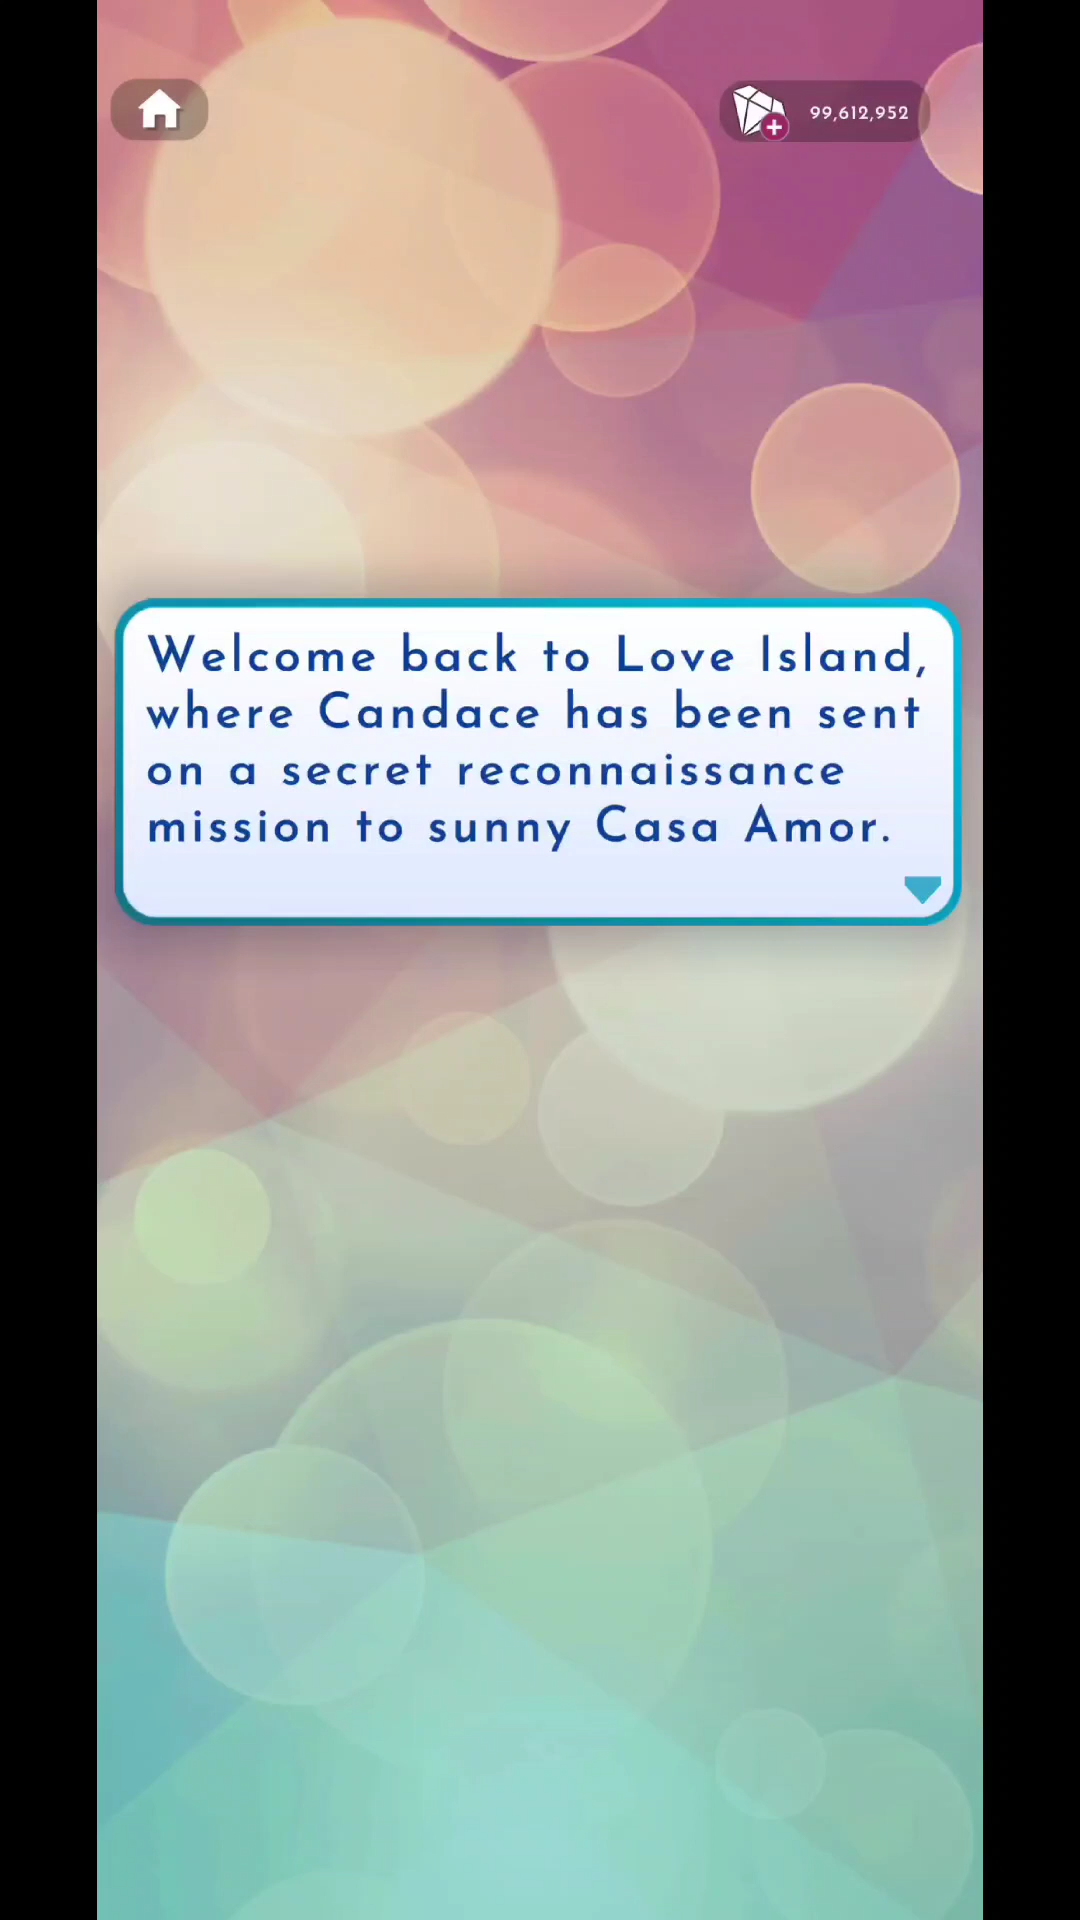 99,612,952
Welcome back to Love Island,
where Candace has been sent
on a secret reconnaissance
mission to sunny Casa Amor.